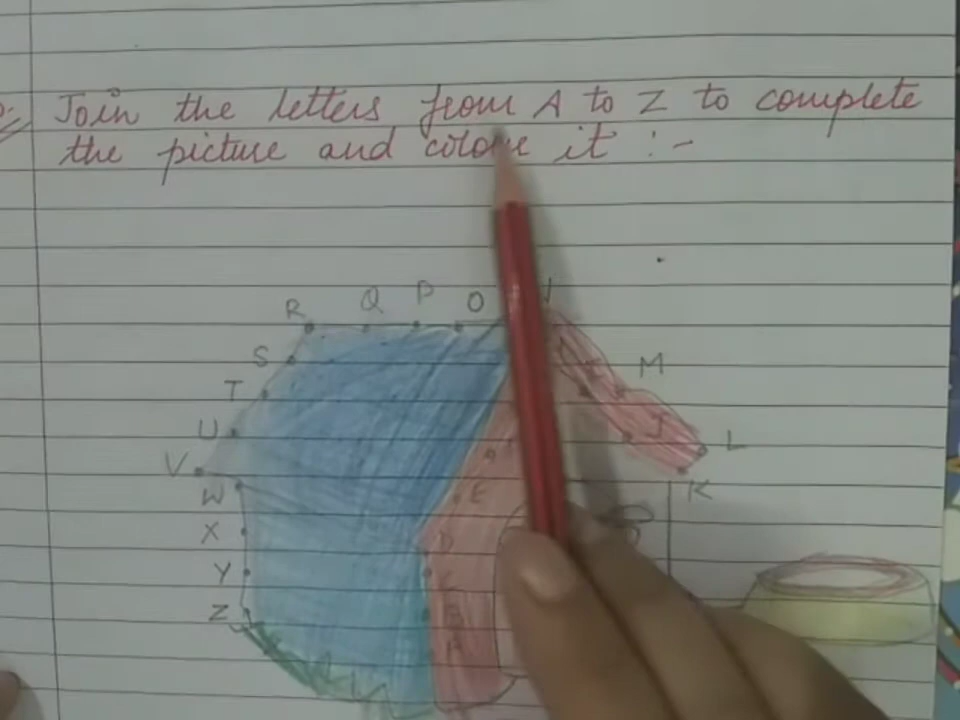 Join the letters from A to Z to complete
the picture and colour it :-
R Q P O N
S I M
T
U J L
V
W E K
X D
Y C
Z B
A